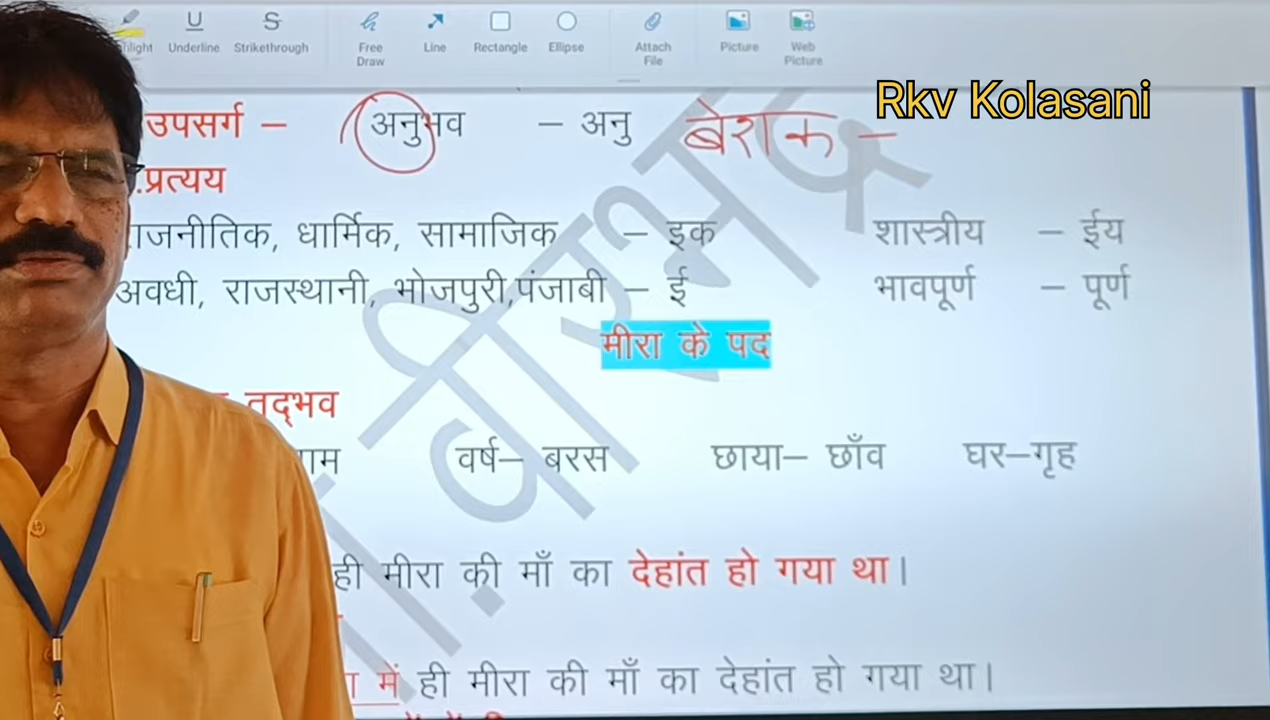 Underline Strikethrough Free Draw Line Rectangle Ellipse Attach File Picture Web Picture
Rkv Kolasani
उपसर्ग – अनुभव – अनु बेराक –
.प्रत्यय
राजनीतिक, धार्मिक, सामाजिक – इक शास्त्रीय – ईय
अवधी, राजस्थानी, भोजपुरी,पंजाबी – ई भावपूर्ण – पूर्ण
मीरा के पद
तद्भव
वर्ष– बरस छाया– छाँव घर–गृह
ही मीरा की माँ का देहांत हो गया था।
में ही मीरा की माँ का देहांत हो गया था।